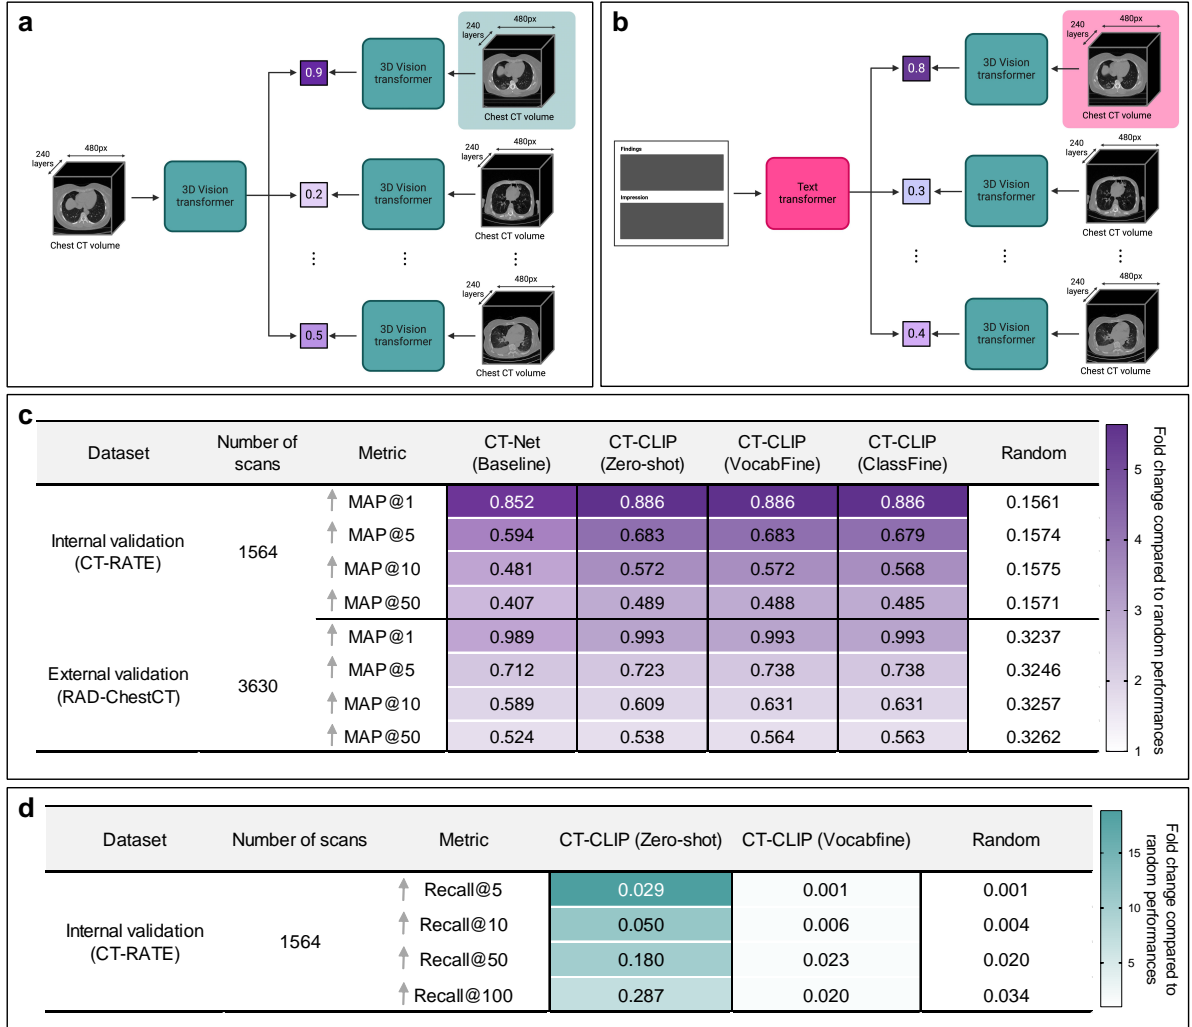 a
240
layers
480px
Chest CT volume
3D Vision
transformer
0.9
3D Vision
transformer
240
layers
480px
Chest CT volume
0.2
3D Vision
transformer
Chest CT volume
0.5
3D Vision
transformer
240
layers
480px
Chest CT volume
b
Findings
Impression
Text
transformer
0.8
3D Vision
transformer
240
layers
480px
Chest CT volume
0.3
3D Vision
transformer
240
layers
480px
Chest CT volume
0.4
3D Vision
transformer
240
layers
480px
Chest CT volume
240
layers
480px
c
Dataset Number of scans Metric CT-Net (Baseline) CT-CLIP (Zero-shot) CT-CLIP (VocabFine) CT-CLIP (ClassFine) Random
Internal validation (CT-RATE) 1564 MAP@1 0.852 0.886 0.886 0.886 0.1561
MAP@5 0.594 0.683 0.683 0.679 0.1574
MAP@10 0.481 0.572 0.572 0.568 0.1575
MAP@50 0.407 0.489 0.488 0.485 0.1571
External validation (RAD-ChestCT) 3630 MAP@1 0.989 0.993 0.993 0.993 0.3237
MAP@5 0.712 0.723 0.738 0.738 0.3246
MAP@10 0.589 0.609 0.631 0.631 0.3257
MAP@50 0.524 0.538 0.564 0.563 0.3262
5
4
3
2
1
Fold change compared to random performances
d
Dataset Number of scans Metric CT-CLIP (Zero-shot) CT-CLIP (Vocabfine) Random
Internal validation (CT-RATE) 1564 Recall@5 0.029 0.001 0.001
Recall@10 0.050 0.006 0.004
Recall@50 0.180 0.023 0.020
Recall@100 0.287 0.020 0.034
15
10
5
Fold change compared to
random performances